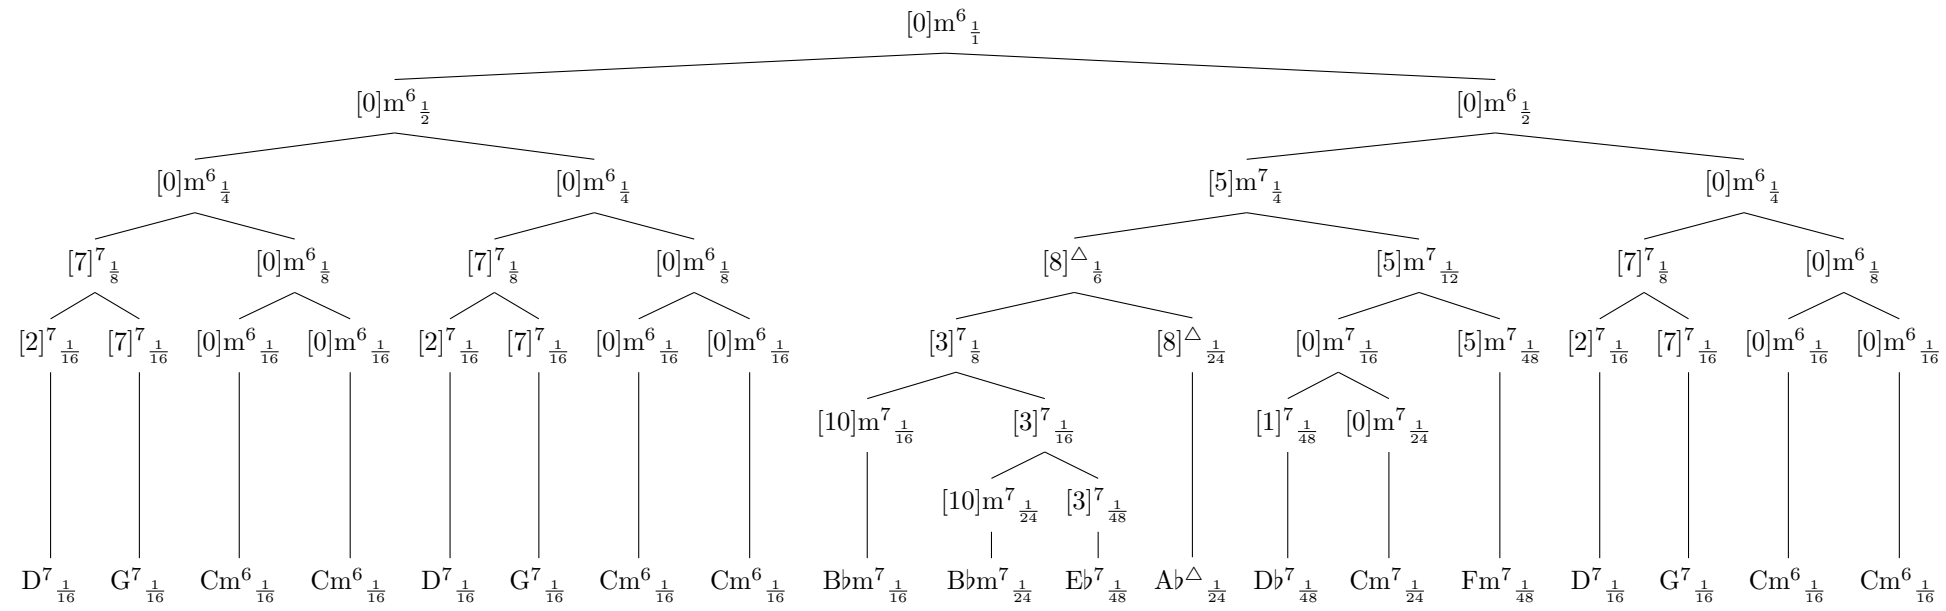 [0]m⁶ 1/1
[0]m⁶ 1/2 [0]m⁶ 1/2
[0]m⁶ 1/4 [0]m⁶ 1/4 [5]m⁷ 1/4 [0]m⁶ 1/4
[7]⁷ 1/8 [0]m⁶ 1/8 [7]⁷ 1/8 [0]m⁶ 1/8 [8]△ 1/6 [5]m⁷ 1/12 [7]⁷ 1/8 [0]m⁶ 1/8
[2]⁷ 1/16 [7]⁷ 1/16 [0]m⁶ 1/16 [0]m⁶ 1/16 [2]⁷ 1/16 [7]⁷ 1/16 [0]m⁶ 1/16 [0]m⁶ 1/16 [3]⁷ 1/8 [8]△ 1/24 [0]m⁷ 1/16 [5]m⁷ 1/48 [2]⁷ 1/16 [7]⁷ 1/16 [0]m⁶ 1/16 [0]m⁶ 1/16
[10]m⁷ 1/16 [3]⁷ 1/16 [1]⁷ 1/48 [0]m⁷ 1/24
[10]m⁷ 1/24 [3]⁷ 1/48
D⁷ 1/16 G⁷ 1/16 Cm⁶ 1/16 Cm⁶ 1/16 D⁷ 1/16 G⁷ 1/16 Cm⁶ 1/16 Cm⁶ 1/16 B♭m⁷ 1/16 B♭m⁷ 1/24 E♭⁷ 1/48 A♭△ 1/24 D♭⁷ 1/48 Cm⁷ 1/24 Fm⁷ 1/48 D⁷ 1/16 G⁷ 1/16 Cm⁶ 1/16 Cm⁶ 1/16